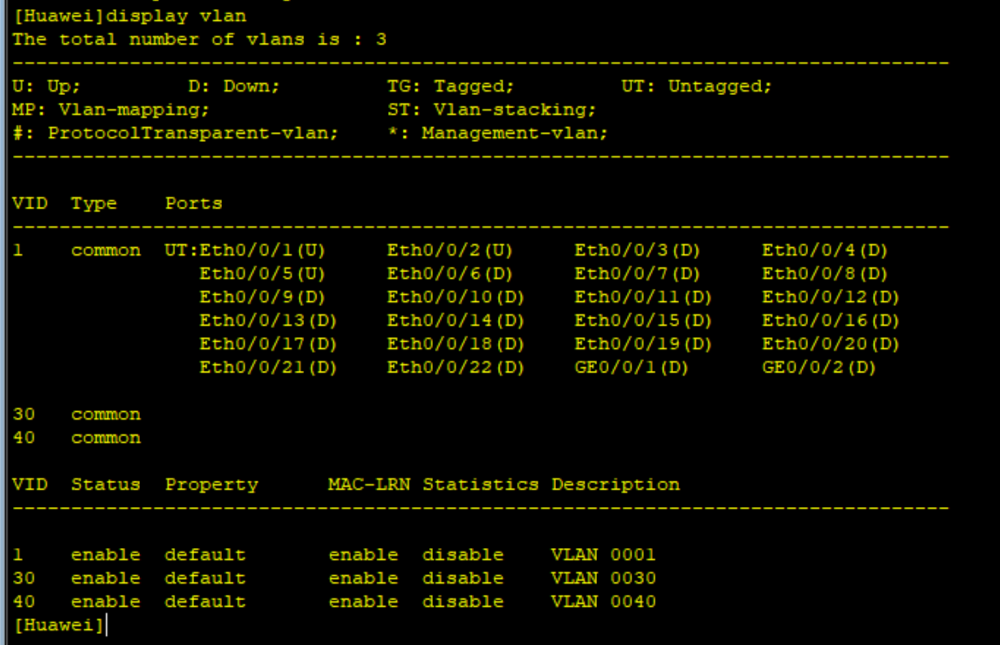 [Huawei]display vlan
The total number of vlans is : 3
--------------------------------------------------------------------------------
U: Up;         D: Down;         TG: Tagged;         UT: Untagged;
MP: Vlan-mapping;               ST: Vlan-stacking;
#: ProtocolTransparent-vlan;    *: Management-vlan;
--------------------------------------------------------------------------------
VID  Type    Ports
--------------------------------------------------------------------------------
1    common  UT:Eth0/0/1(U)     Eth0/0/2(U)     Eth0/0/3(D)     Eth0/0/4(D)
                Eth0/0/5(U)     Eth0/0/6(D)     Eth0/0/7(D)     Eth0/0/8(D)
                Eth0/0/9(D)     Eth0/0/10(D)    Eth0/0/11(D)    Eth0/0/12(D)
                Eth0/0/13(D)    Eth0/0/14(D)    Eth0/0/15(D)    Eth0/0/16(D)
                Eth0/0/17(D)    Eth0/0/18(D)    Eth0/0/19(D)    Eth0/0/20(D)
                Eth0/0/21(D)    Eth0/0/22(D)    GE0/0/1(D)      GE0/0/2(D)
30   common
40   common
VID  Status  Property      MAC-LRN Statistics Description
--------------------------------------------------------------------------------
1    enable  default       enable  disable    VLAN 0001
30   enable  default       enable  disable    VLAN 0030
40   enable  default       enable  disable    VLAN 0040
[Huawei]